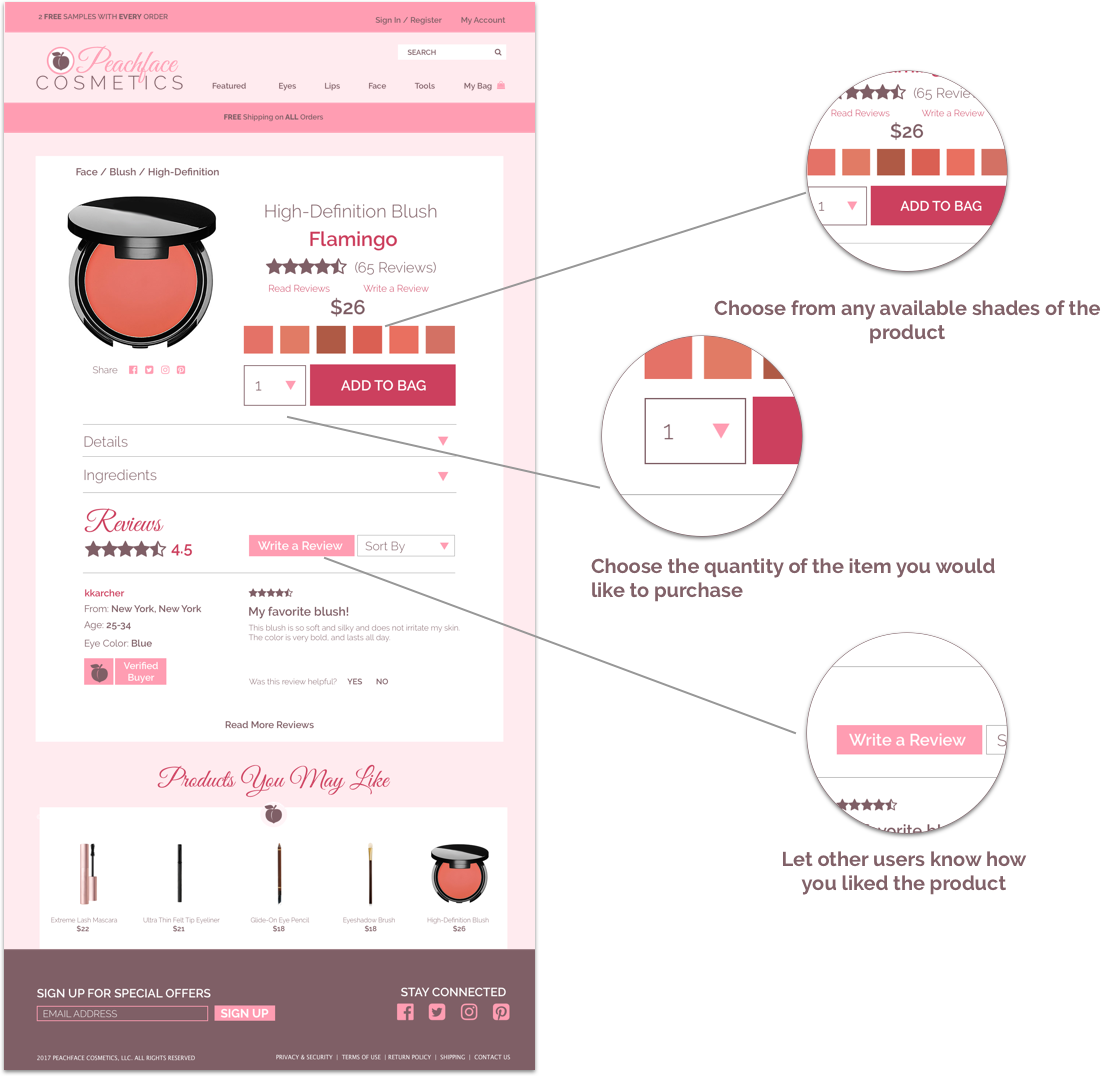 2 FREE SAMPLES WITH EVERY ORDER
Sign In / Register My Account
Peachface
COSMETICS
SEARCH
Featured Eyes Lips Face Tools My Bag
FREE Shipping on ALL Orders
Face / Blush / High-Definition
High-Definition Blush
Flamingo
(65 Reviews)
Read Reviews Write a Review
$26
Share
1 ADD TO BAG
Details
Ingredients
Reviews
4.5
Write a Review Sort By
kkarcher
From: New York, New York
Age: 25-34
Eye Color: Blue
Verified
Buyer
My favorite blush!
This blush is so soft and silky and does not irritate my skin.
The color is very bold, and lasts all day.
Was this review helpful? YES NO
Read More Reviews
Products You May Like
Extreme Lash Mascara
$22
Ultra Thin Felt Tip Eyeliner
$21
Glide-On Eye Pencil
$18
Eyeshadow Brush
$18
High-Definition Blush
$26
SIGN UP FOR SPECIAL OFFERS
EMAIL ADDRESS SIGN UP
STAY CONNECTED
2017 PEACHFACE COSMETICS, LLC. ALL RIGHTS RESERVED
PRIVACY & SECURITY | TERMS OF USE | RETURN POLICY | SHIPPING | CONTACT US
(65 Revie
Read Reviews Write a Review
$26
1 ADD TO BAG
Choose from any available shades of the
product
1
Choose the quantity of the item you would
like to purchase
Write a Review S
Let other users know how
you liked the product